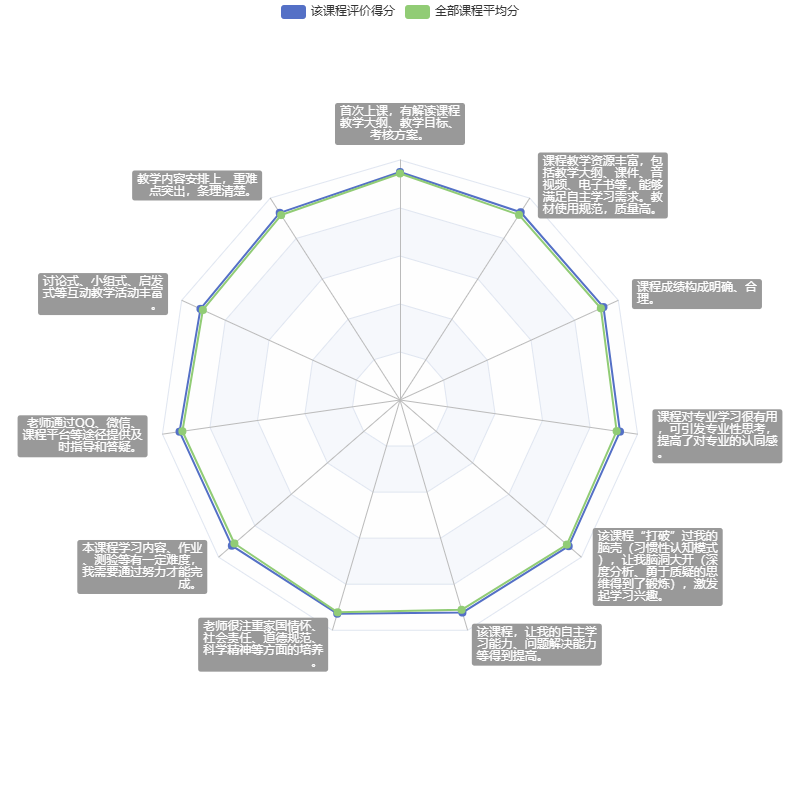 该课程评价得分
全部课程平均分
首次上课，有解读课程
教学大纲、教学目标、
考核方案。
课程教学资源丰富，包
括教学大纲、课件、音
视频、电子书等，能够
满足自主学习需求。教
材使用规范，质量高。
教学内容安排上，重难
点突出，条理清楚。
讨论式、小组式、启发
式等互动教学活动丰富
。
课程成绩构成明确、合
理。
老师通过QQ、微信、
课程平台等途径提供及
时指导和答疑。
课程对专业学习很有用
，可引发专业性思考，
提高了对专业的认同感
。
本课程学习内容、作业
、测验等有一定难度，
我需要通过努力才能完
成。
该课程“打破”过我的
脑壳（习惯性认知模式
），让我脑洞大开（深
度分析、勇于质疑的思
维得到了锻炼），激发
起学习兴趣。
老师很注重家国情怀、
社会责任、道德规范、
科学精神等方面的培养
。
该课程，让我的自主学
习能力、问题解决能力
等得到提高。